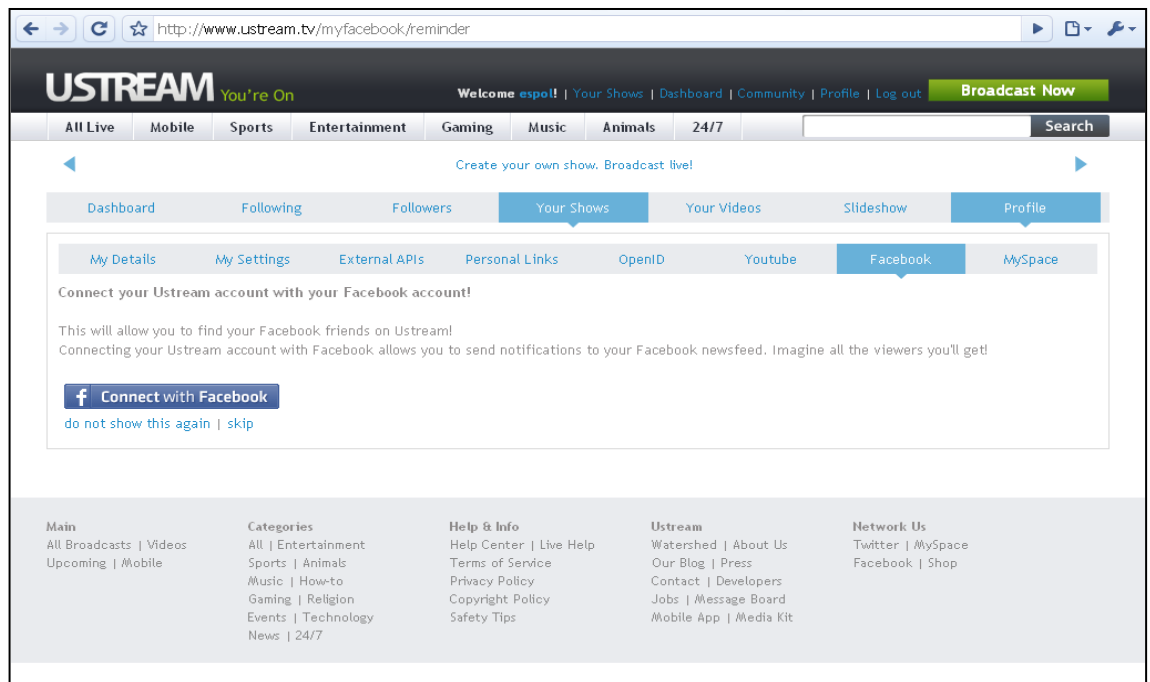 http://www.ustream.tv/myfacebook/reminder
USTREAM You're On
Welcome espol! | Your Shows | Dashboard | Community | Profile | Log out Broadcast Now
All Live Mobile Sports Entertainment Gaming Music Animals 24/7 Search
Create your own show. Broadcast live!
Dashboard Following Followers Your Shows Your Videos Slideshow Profile
My Details My Settings External APIs Personal Links OpenID Youtube Facebook MySpace
Connect your Ustream account with your Facebook account!
This will allow you to find your Facebook friends on Ustream!
Connecting your Ustream account with Facebook allows you to send notifications to your Facebook newsfeed. Imagine all the viewers you'll get!
f Connect with Facebook
do not show this again | skip
Main
All Broadcasts | Videos
Upcoming | Mobile
Categories
All | Entertainment
Sports | Animals
Music | How-to
Gaming | Religion
Events | Technology
News | 24/7
Help & Info
Help Center | Live Help
Terms of Service
Privacy Policy
Copyright Policy
Safety Tips
Ustream
Watershed | About Us
Our Blog | Press
Contact | Developers
Jobs | Message Board
Mobile App | Media Kit
Network Us
Twitter | MySpace
Facebook | Shop